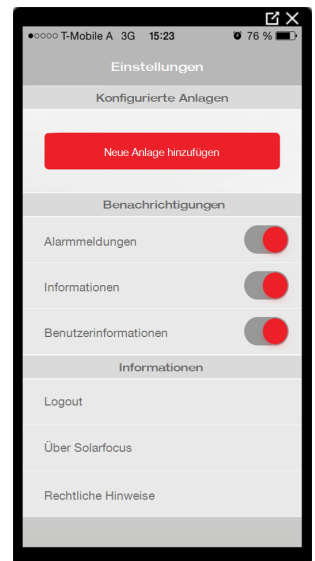 T-Mobile A 3G 15:23 76 %
Einstellungen
Konfigurierte Anlagen
Neue Anlage hinzufügen
Benachrichtigungen
Alarmmeldungen
Informationen
Benutzerinformationen
Informationen
Logout
Über Solarfocus
Rechtliche Hinweise